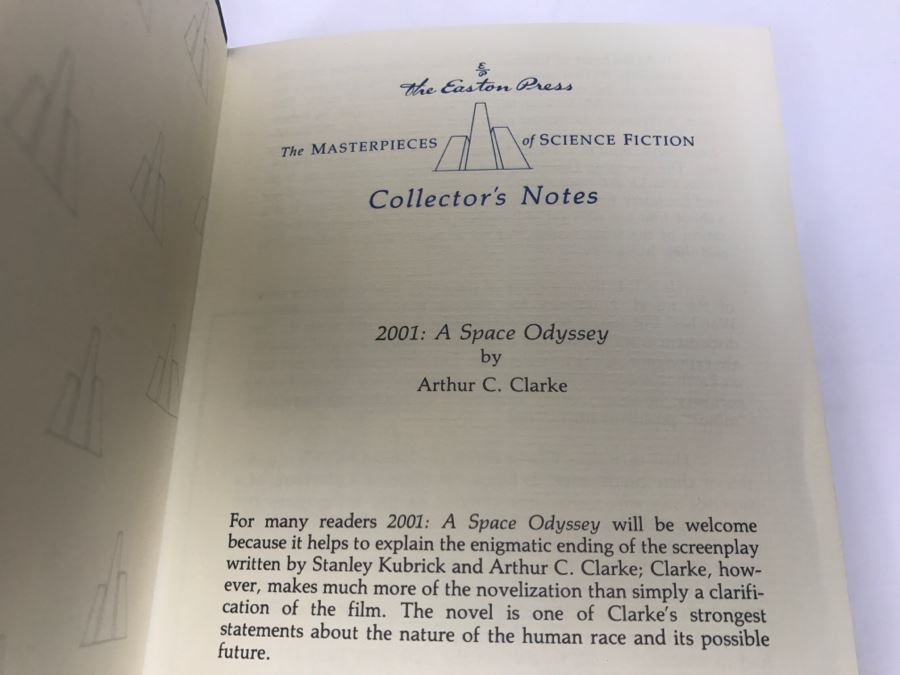 The Easton Press
The MASTERPIECES of SCIENCE FICTION
Collector's Notes
2001: A Space Odyssey
by
Arthur C. Clarke
For many readers 2001: A Space Odyssey will be welcome
because it helps to explain the enigmatic ending of the screenplay
written by Stanley Kubrick and Arthur C. Clarke; Clarke, how-
ever, makes much more of the novelization than simply a clarifi-
cation of the film. The novel is one of Clarke's strongest
statements about the nature of the human race and its possible
future.